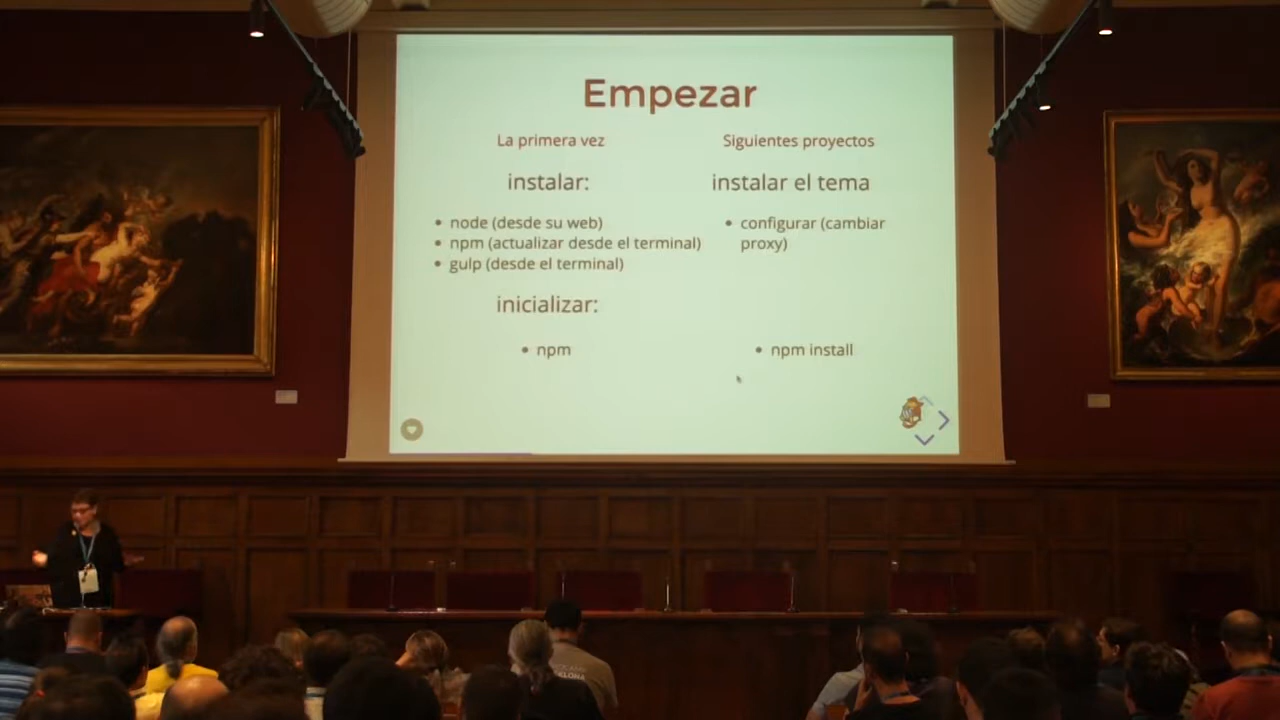 Empezar
La primera vez
instalar:
node (desde su web)
npm (actualizar desde el terminal)
gulp (desde el terminal)
inicializar:
npm
Siguientes proyectos
instalar el tema
configurar (cambiar
proxy)
npm install